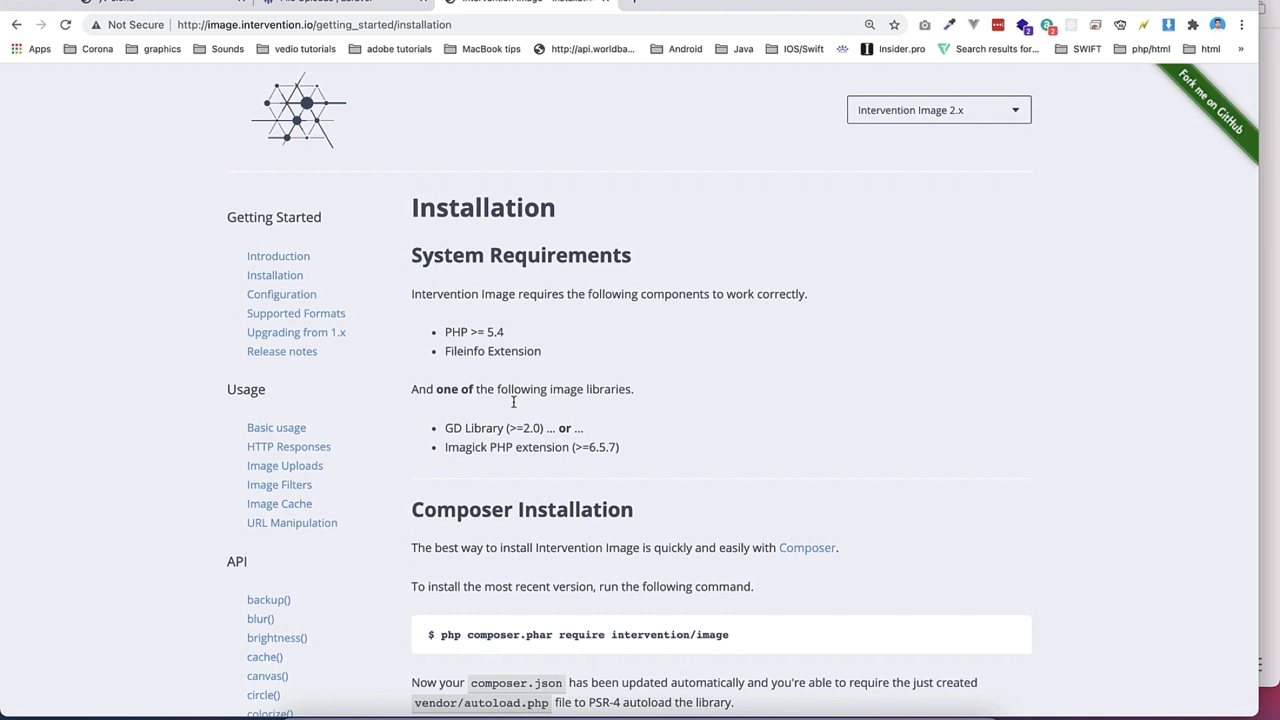 Not Secure http://image.intervention.io/getting_started/installation
Apps Corona graphics Sounds vedio tutorials adobe tutorials MacBook tips http://api.worldba... Android Java IOS/Swift Insider.pro Search results for... SWIFT php/html html »
Fork me on GitHub
Intervention Image 2.x
Installation
Getting Started
System Requirements
Introduction
Installation
Configuration
Supported Formats
Upgrading from 1.x
Release notes
Intervention Image requires the following components to work correctly.
• PHP >= 5.4
• Fileinfo Extension
Usage
And one of the following image libraries.
Basic usage
HTTP Responses
Image Uploads
Image Filters
Image Cache
URL Manipulation
• GD Library (>=2.0) ... or ...
• Imagick PHP extension (>=6.5.7)
Composer Installation
The best way to install Intervention Image is quickly and easily with Composer.
API
To install the most recent version, run the following command.
backup()
blur()
brightness()
cache()
canvas()
circle()
colorize()
$ php composer.phar require intervention/image
Now your composer.json has been updated automatically and you're able to require the just created
vendor/autoload.php file to PSR-4 autoload the library.